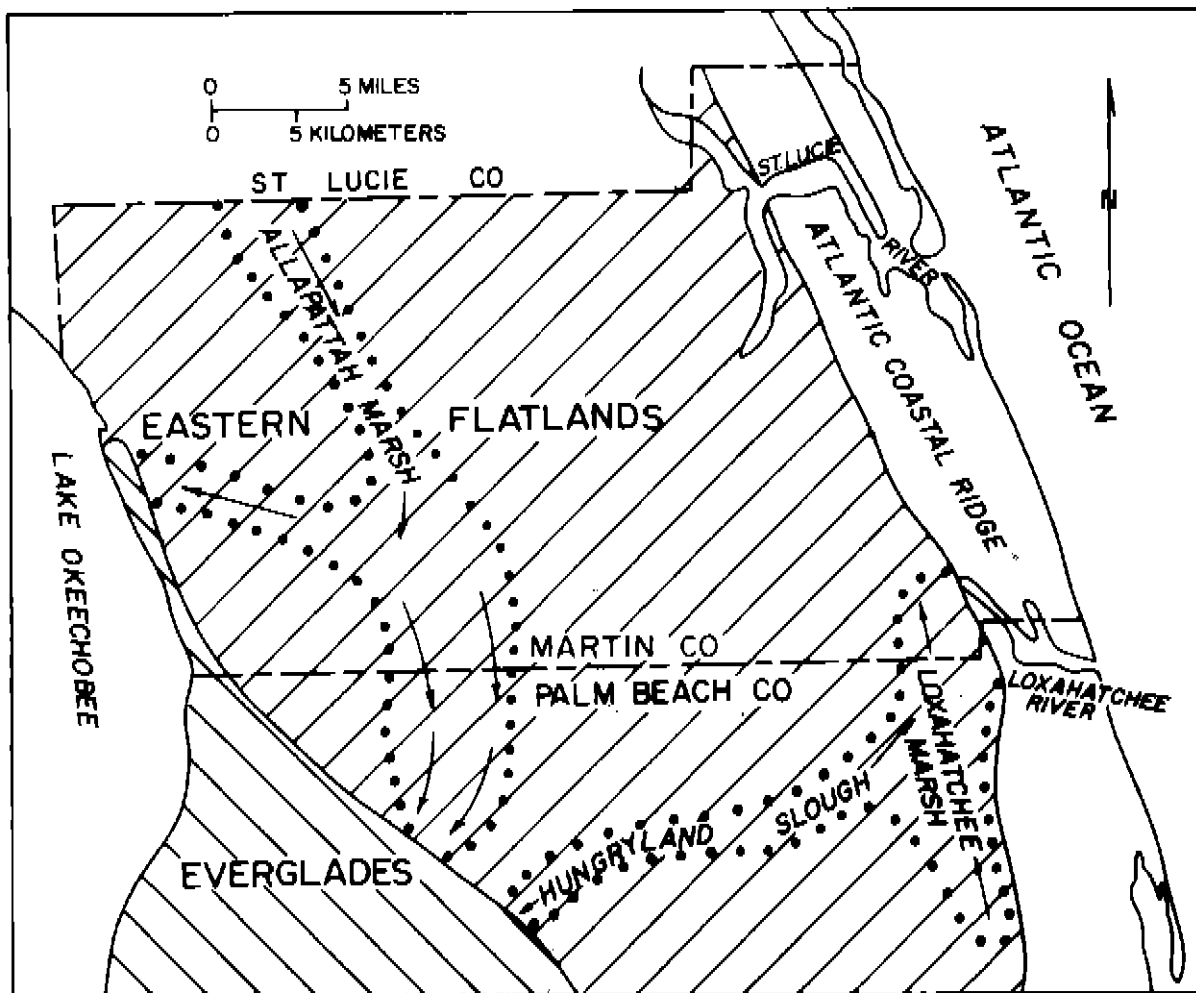 0 5 MILES
0 5 KILOMETERS
ST LUCIE CO
ST. LUCIE
RIVER
ATLANTIC OCEAN
N
ALLAPATTAH MARSH
ATLANTIC COASTAL RIDGE
EASTERN FLATLANDS
LAKE OKEECHOBEE
MARTIN CO
PALM BEACH CO
LOXAHATCHEE
RIVER
LOXAHATCHEE
MARSH
HUNGRYLAND SLOUGH
EVERGLADES